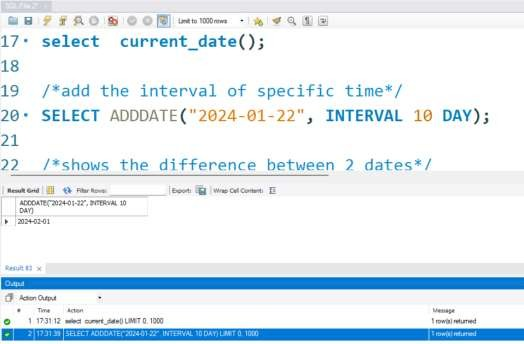 SQL File 2*
Limit to 1000 rows
17 select current_date();
18
19 /*add the interval of specific time*/
20 SELECT ADDDATE("2024-01-22", INTERVAL 10 DAY);
21
22 /*shows the difference between 2 dates*/
Result Grid Filter Rows: Export: Wrap Cell Content:
ADDDATE("2024-01-22", INTERVAL 10
DAY)
2024-02-01
Result 83
Output
Action Output
# Time Action Message
1 17:31:12 select current_date() LIMIT 0, 1000 1 row(s) returned
2 17:31:39 SELECT ADDDATE("2024-01-22", INTERVAL 10 DAY) LIMIT 0, 1000 1 row(s) returned